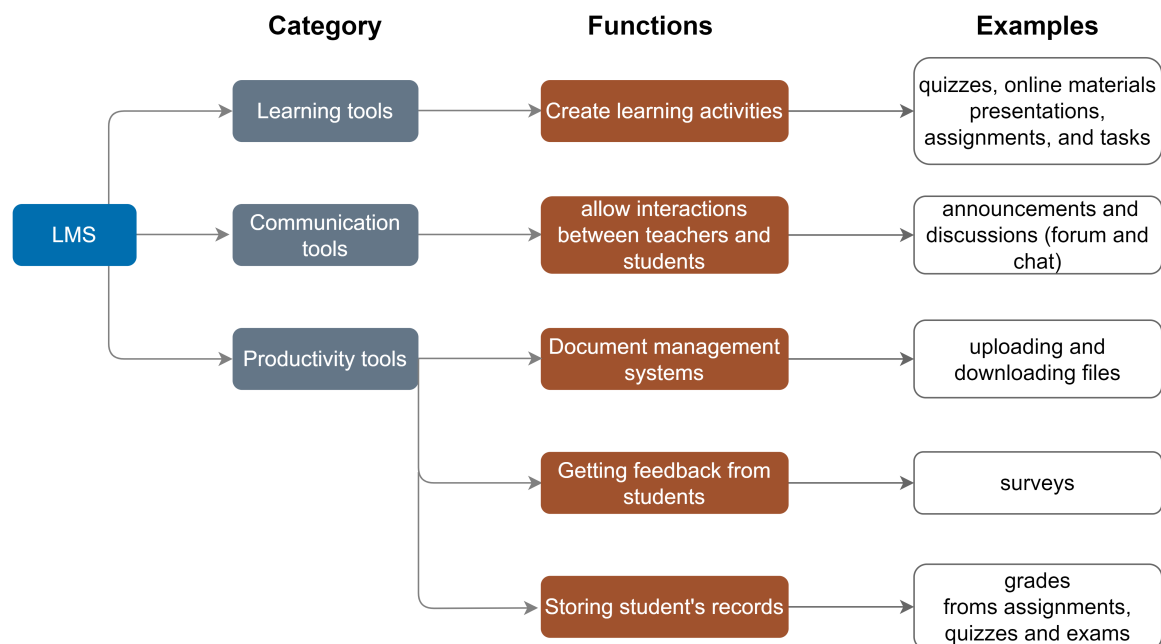 Category
Functions
Examples
LMS
Learning tools
Create learning activities
quizzes, online materials
presentations,
assignments, and tasks
Communication
tools
allow interactions
between teachers and
students
announcements and
discussions (forum and
chat)
Productivity tools
Document management
systems
uploading and
downloading files
Getting feedback from
students
surveys
Storing student's records
grades
froms assignments,
quizzes and exams